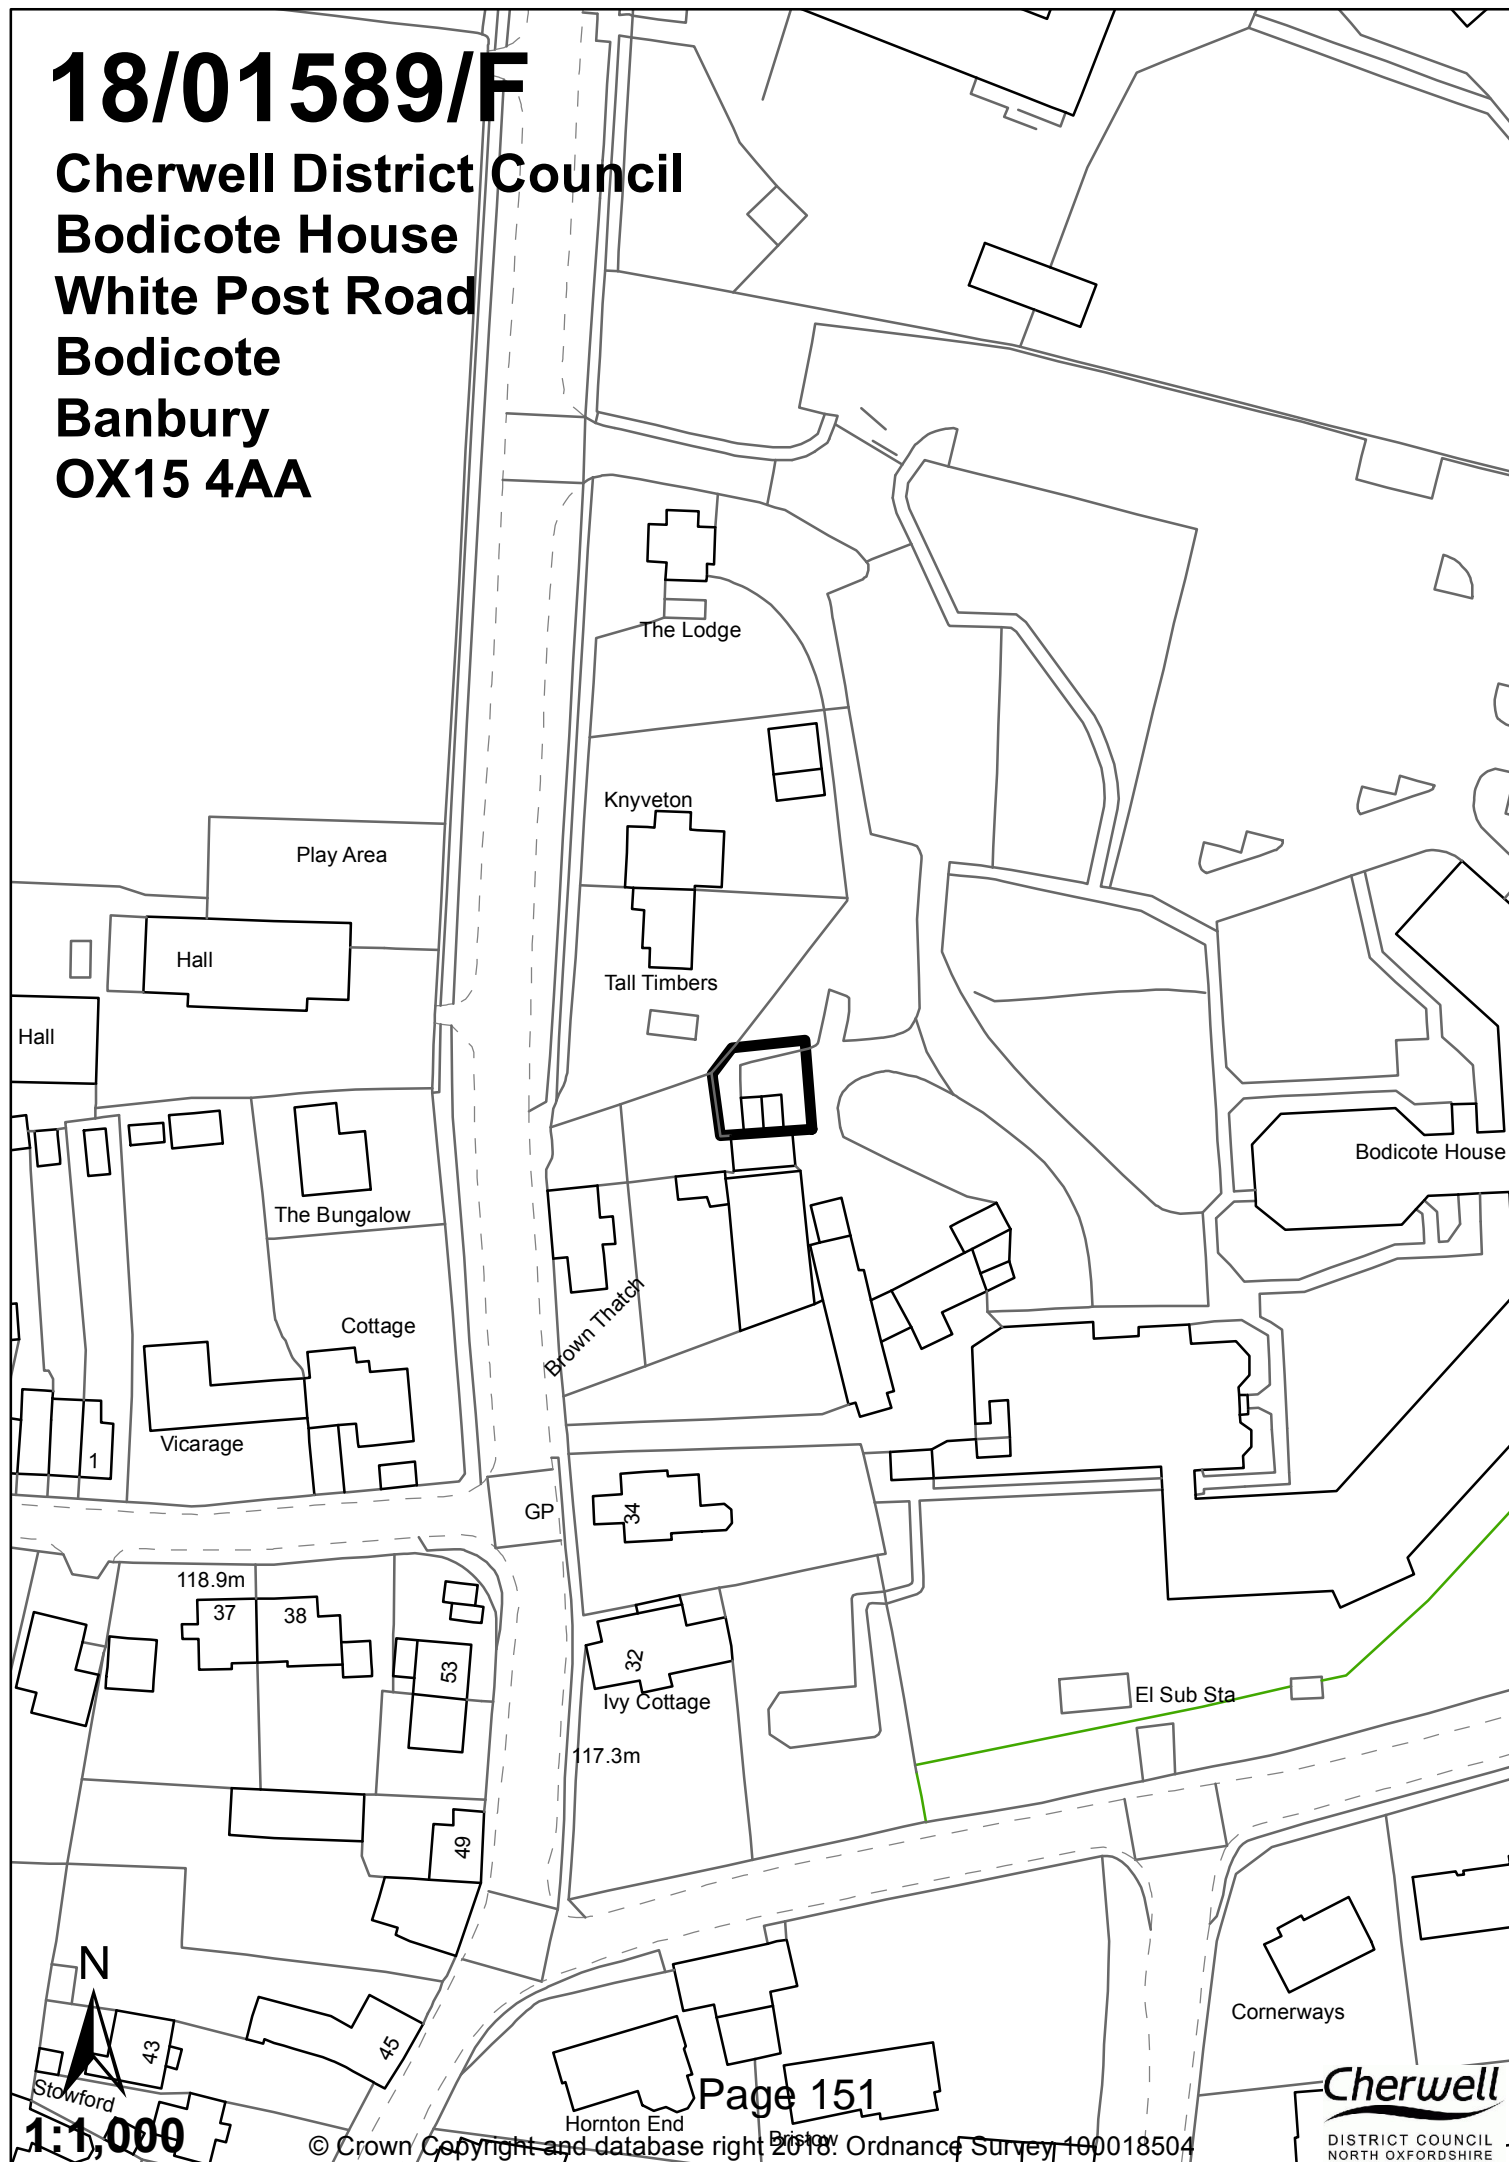 18/01589/F
Cherwell District Council
Bodicote House
White Post Road
Bodicote
Banbury
OX15 4AA
The Lodge
Knyveton
Play Area
Hall
Tall Timbers
Hall
Bodicote House
The Bungalow
Brown Thatch
Cottage
Vicarage
1
GP
34
118.9m
37
38
53
32
Ivy Cottage
El Sub Sta
117.3m
49
N
Cornerways
43
45
Stowford
1:1,000
Page 151
Hornton End
Bristow
© Crown Copyright and database right 2018. Ordnance Survey 100018504
Cherwell
DISTRICT COUNCIL
NORTH OXFORDSHIRE